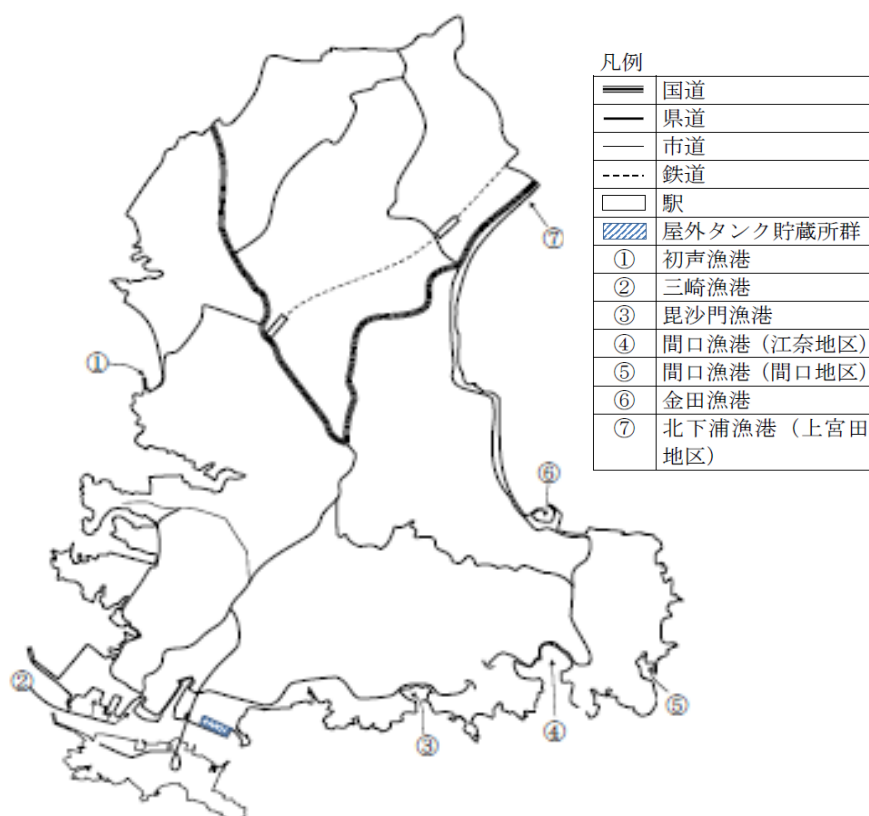 凡例
国道
県道
市道
鉄道
駅
屋外タンク貯蔵所群
① 初声漁港
② 三崎漁港
③ 毘沙門漁港
④ 間口漁港（江奈地区）
⑤ 間口漁港（間口地区）
⑥ 金田漁港
⑦ 北下浦漁港（上宮田
地区）
⑦
①
⑥
②
⑤
④
③